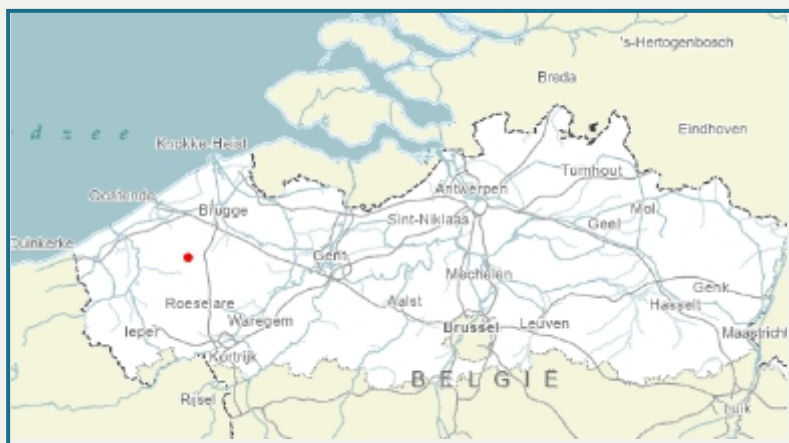 's-Hertogenbosch
Breda
dzee
Eindhoven
Knokke-Heist
Turnhout
Antwerpen
Oostende
Brugge
Mol
Sint-Niklaas
Geel
Duinkerke
Gent
Mechelen
Genk
Aalst
Hasselt
Roeselare
Waregem
Brussel
Leuven
Ieper
Maastricht
Kortrijk
BELGIË
Rijsel
Luik